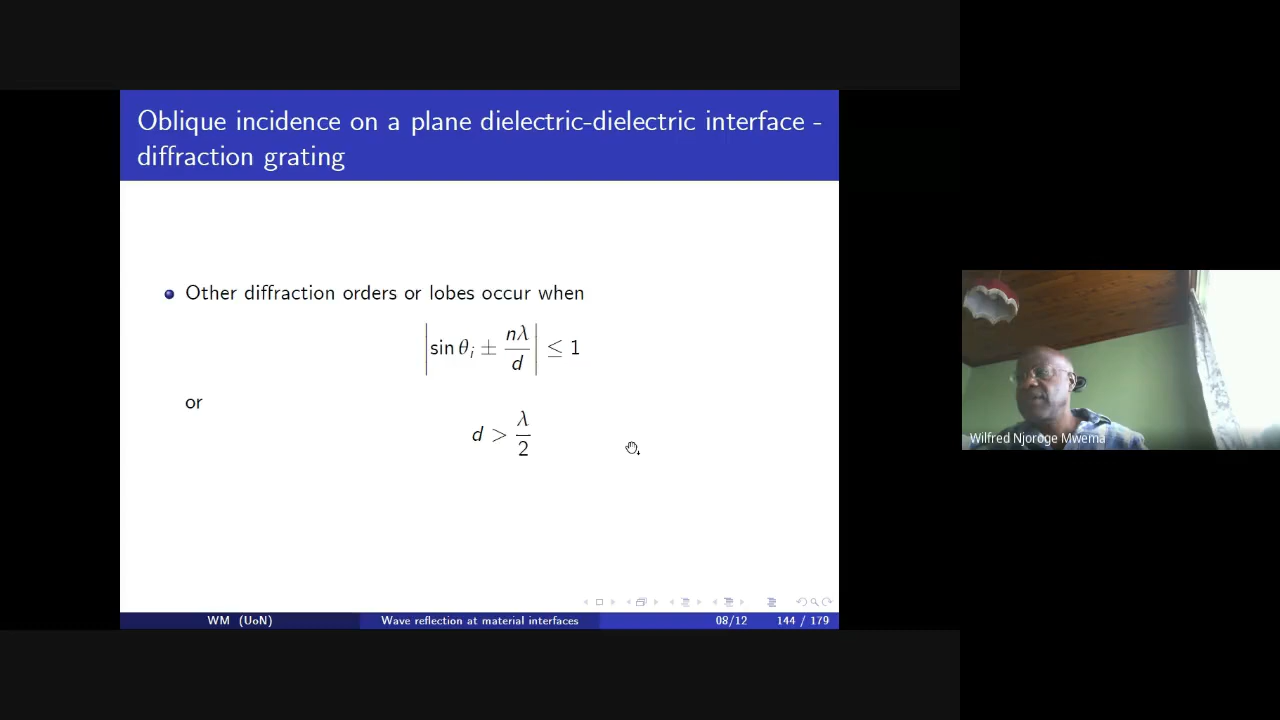 Oblique incidence on a plane dielectric-dielectric interface -
diffraction grating
Other diffraction orders or lobes occur when
|sin θᵢ ± nλ/d| ≤ 1
or
d > λ/2
WM (UoN) Wave reflection at material interfaces 08/12 144 / 179
Wilfred Njoroge Mwema